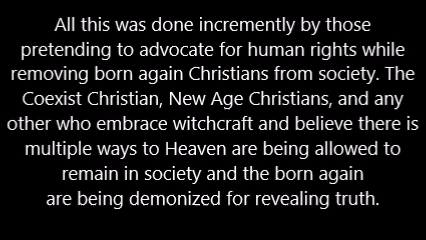 All this was done incremently by those
pretending to advocate for human rights while
removing born again Christians from society. The
Coexist Christian, New Age Christians, and any
other who embrace witchcraft and believe there is
multiple ways to Heaven are being allowed to
remain in society and the born again
are being demonized for revealing truth.